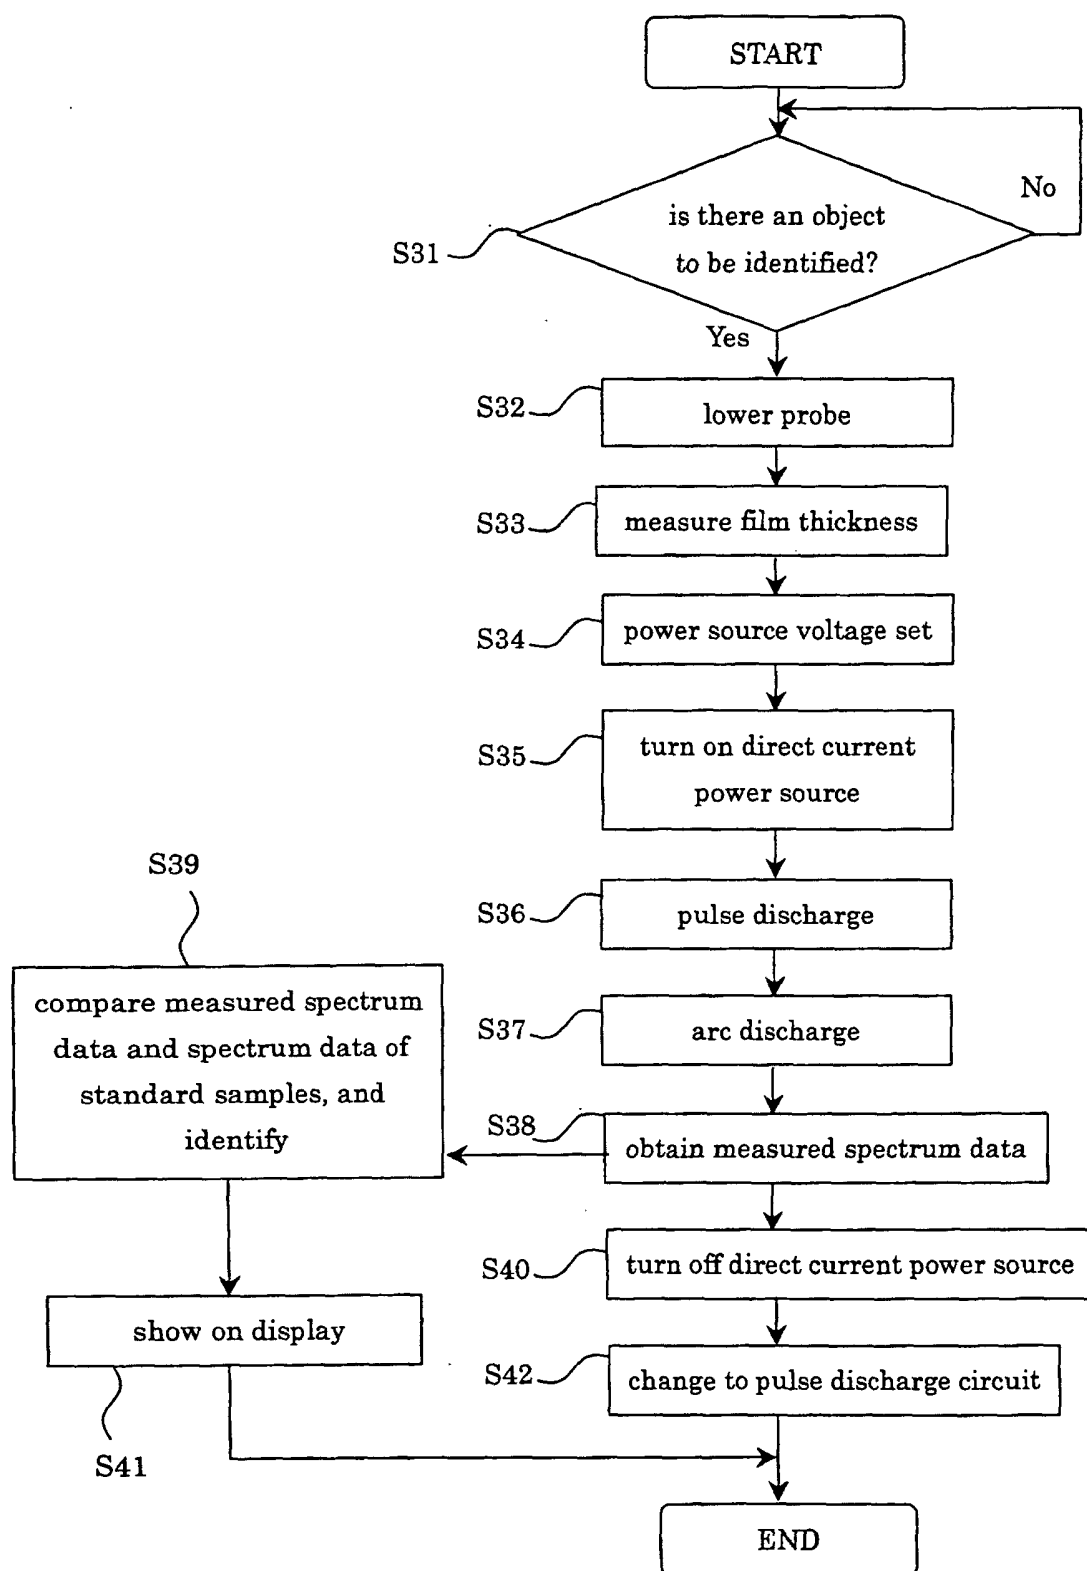 START
No
is there an object
to be identified?
S31
Yes
S32
lower probe
S33
measure film thickness
S34
power source voltage set
S35
turn on direct current
power source
S36
pulse discharge
S37
arc discharge
S38
obtain measured spectrum data
S39
compare measured spectrum
data and spectrum data of
standard samples, and
identify
S40
turn off direct current power source
show on display
S41
S42
change to pulse discharge circuit
END